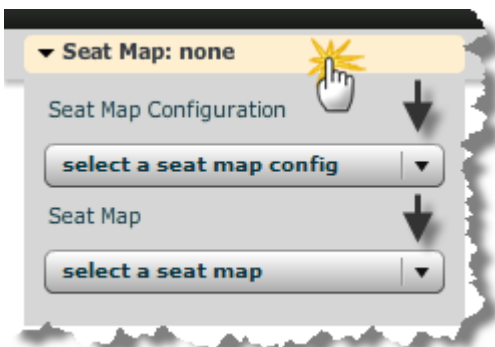 Seat Map: none
Seat Map Configuration
select a seat map config
Seat Map
select a seat map